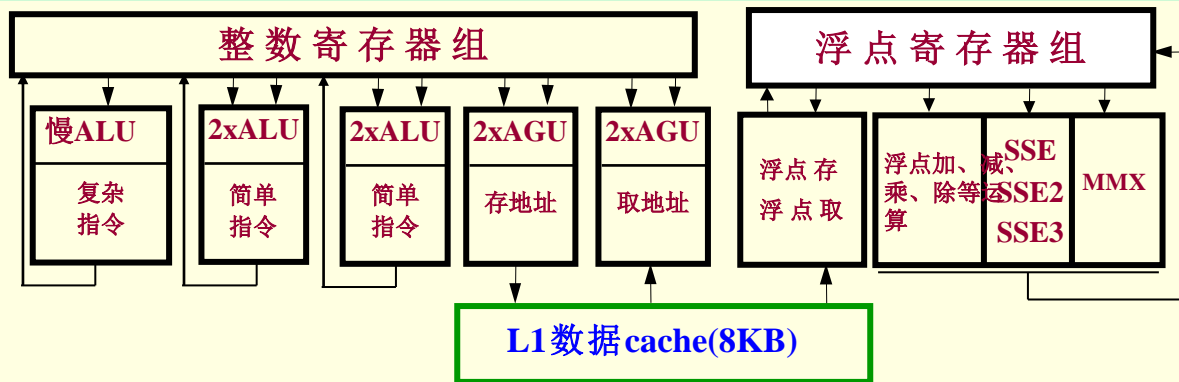 整数寄存器组
浮点寄存器组
慢ALU
复杂
指令
2xALU
简单
指令
2xALU
简单
指令
2xAGU
存地址
2xAGU
取地址
浮点 存
浮 点 取
浮点加、减、
乘、除等运
算
SSE
SSE2
SSE3
MMX
L1数据cache(8KB)